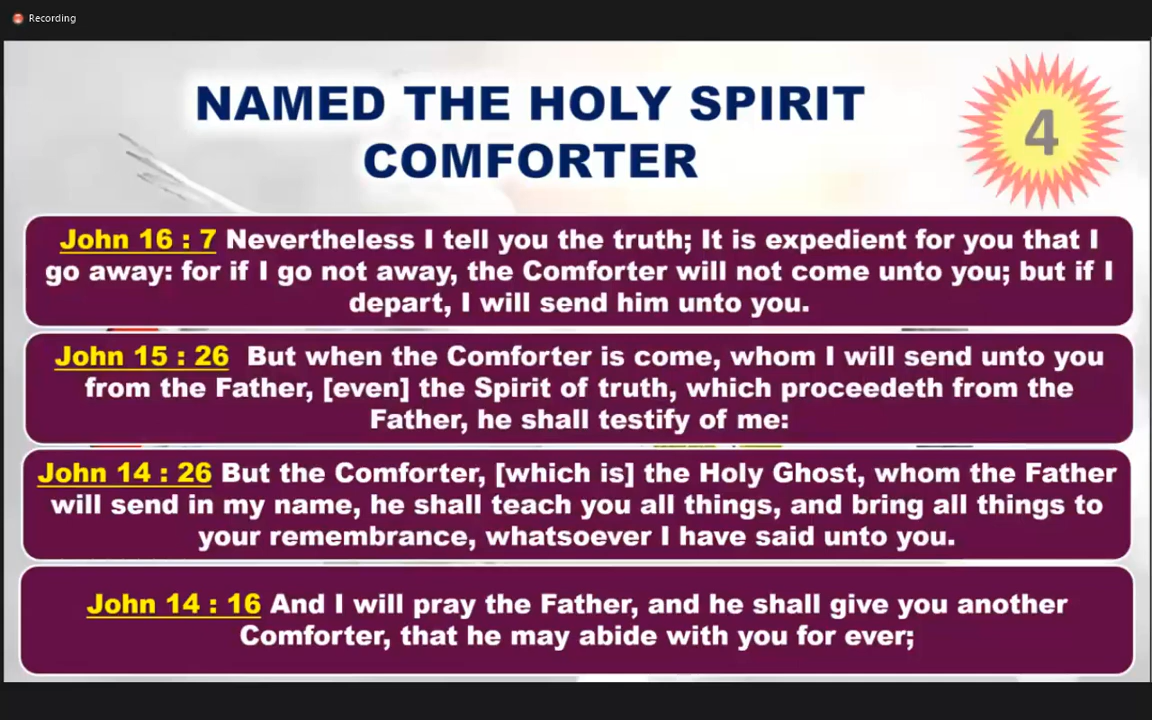 Recording
NAMED THE HOLY SPIRIT
COMFORTER
4
John 16 : 7 Nevertheless I tell you the truth; It is expedient for you that I
go away: for if I go not away, the Comforter will not come unto you; but if I
depart, I will send him unto you.
John 15 : 26 But when the Comforter is come, whom I will send unto you
from the Father, [even] the Spirit of truth, which proceedeth from the
Father, he shall testify of me:
John 14 : 26 But the Comforter, [which is] the Holy Ghost, whom the Father
will send in my name, he shall teach you all things, and bring all things to
your remembrance, whatsoever I have said unto you.
John 14 : 16 And I will pray the Father, and he shall give you another
Comforter, that he may abide with you for ever;